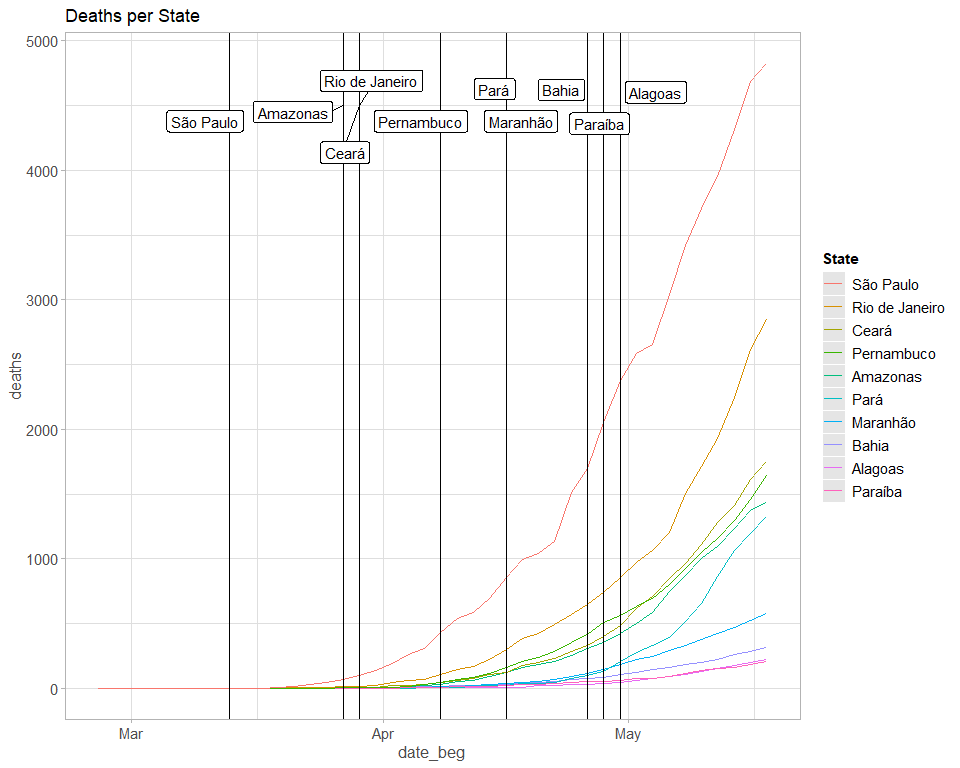 Deaths per State
5000
4000
3000
2000
1000
0
deaths
Rio de Janeiro
Amazonas
São Paulo
Ceará
Pernambuco
Pará
Maranhão
Bahia
Paraíba
Alagoas
Mar
Apr
May
date_beg
State
São Paulo
Rio de Janeiro
Ceará
Pernambuco
Amazonas
Pará
Maranhão
Bahia
Alagoas
Paraíba